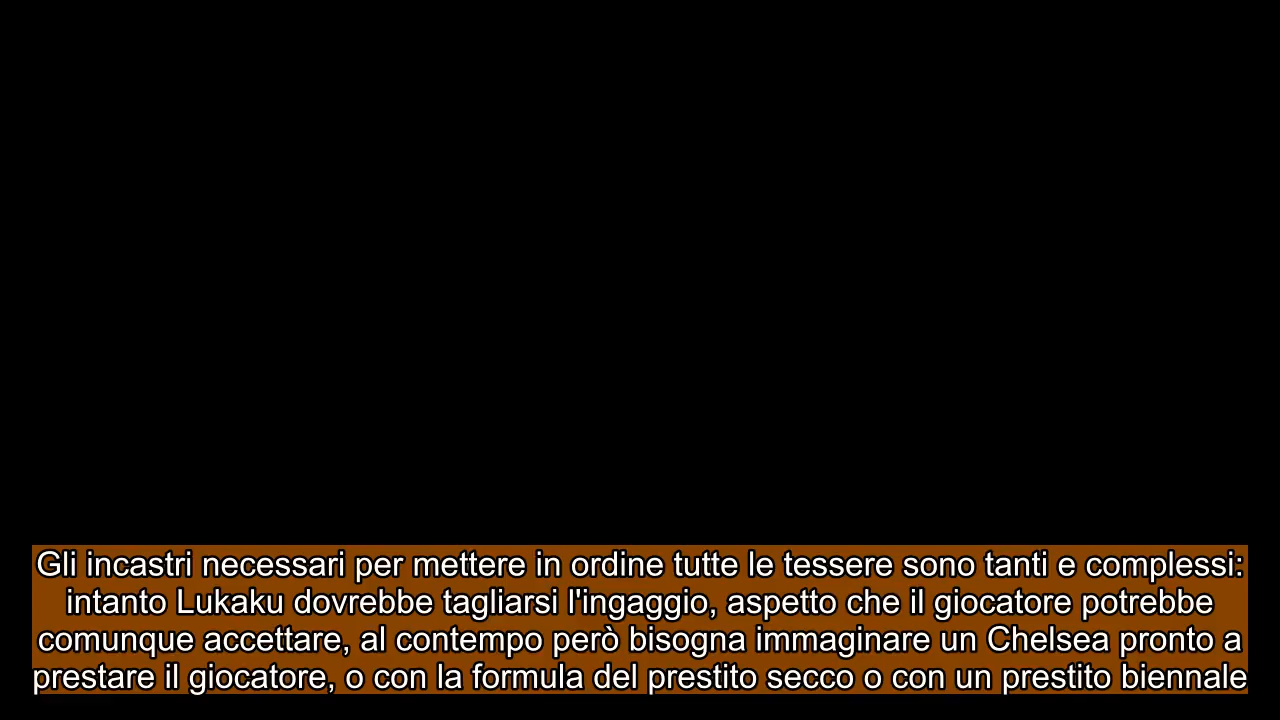 Gli incastri necessari per mettere in ordine tutte le tessere sono tanti e complessi:
intanto Lukaku dovrebbe tagliarsi l'ingaggio, aspetto che il giocatore potrebbe
comunque accettare, al contempo però bisogna immaginare un Chelsea pronto a
prestare il giocatore, o con la formula del prestito secco o con un prestito biennale